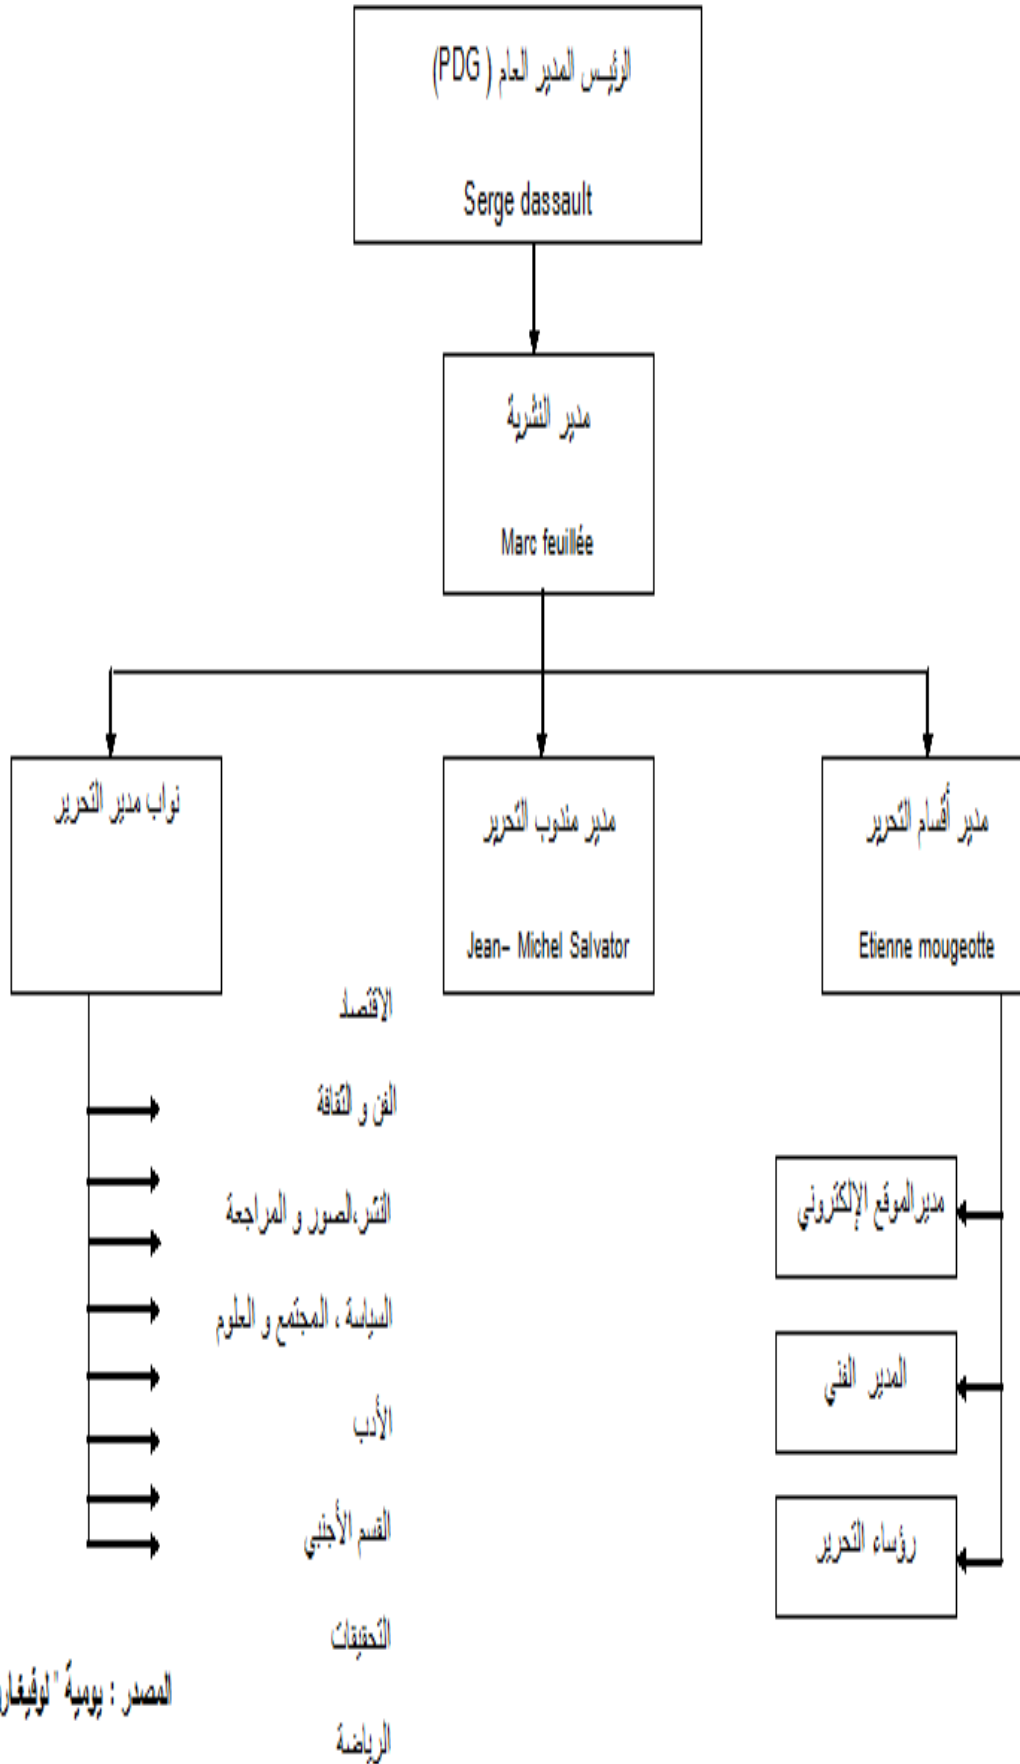 الرئيس المدير العام ( PDG)
Serge dassault
مدير النشرية
Marc feuillée
مدير أقسام التحرير
Etienne mougeotte
مدير مندوب التحرير
Jean- Michel Salvator
نواب مدير التحرير
مدير الموقع الإلكتروني
المدير الفني
رؤساء التحرير
الاقتصاد
الفن و الثقافة
النشر،الصور و المراجعة
السياسة ، المجتمع و العلوم
الأدب
القسم الأجنبي
التحقيقات
الرياضة
المصدر : يومية "